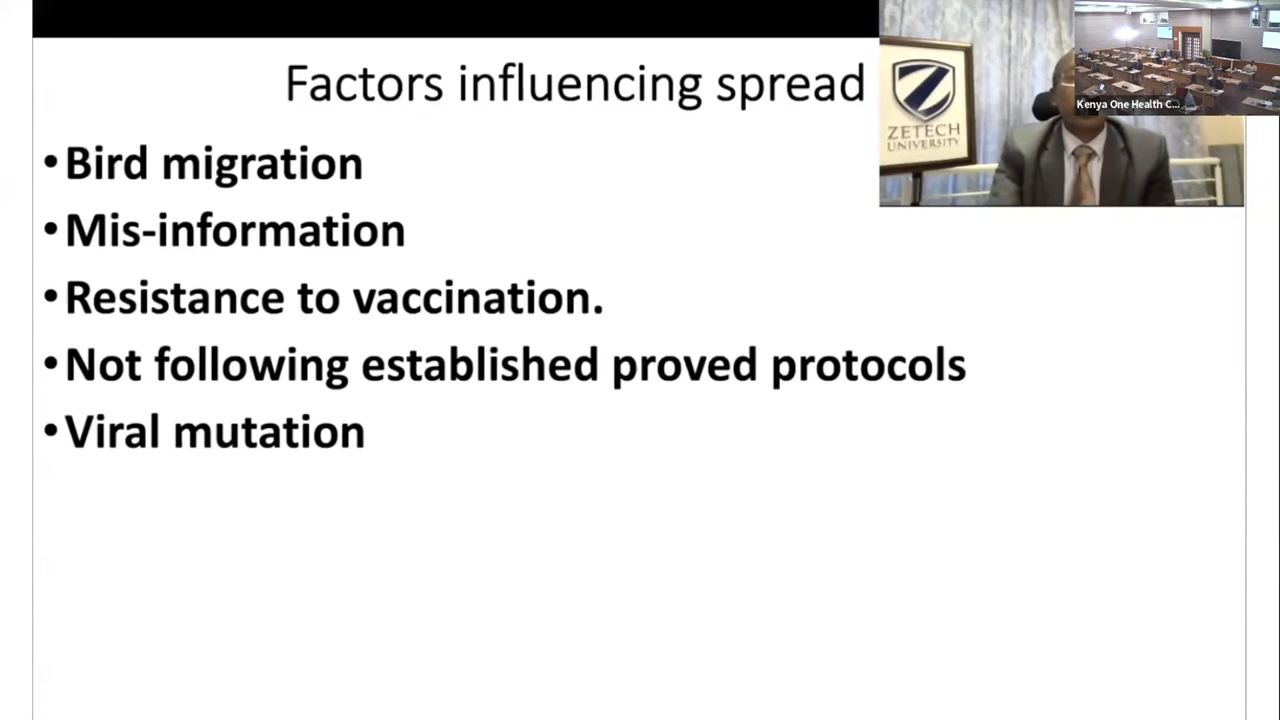 Factors influencing spread
ZETECH
UNIVERSITY
Kenya One Health C...
• Bird migration
• Mis-information
• Resistance to vaccination.
• Not following established proved protocols
• Viral mutation